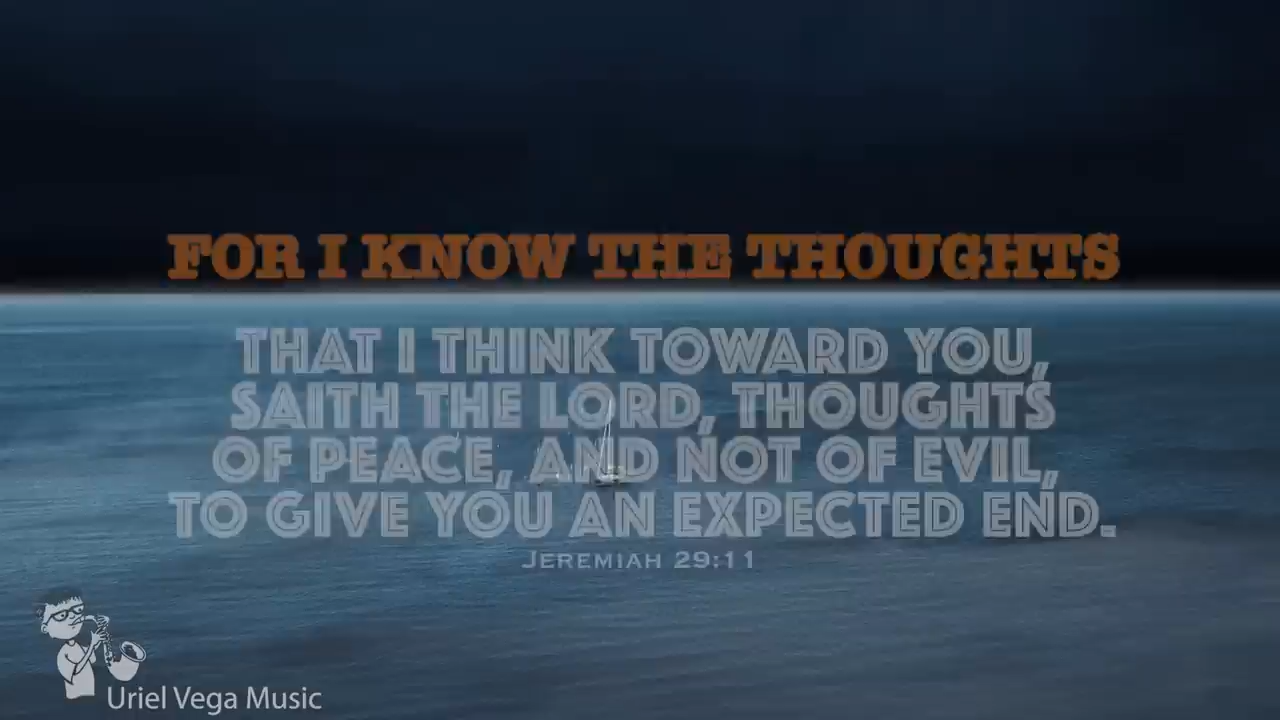 FOR I KNOW THE THOUGHTS
THAT I THINK TOWARD YOU,
SAITH THE LORD, THOUGHTS
OF PEACE, AND NOT OF EVIL,
TO GIVE YOU AN EXPECTED END.
JEREMIAH 29:11
Uriel Vega Music